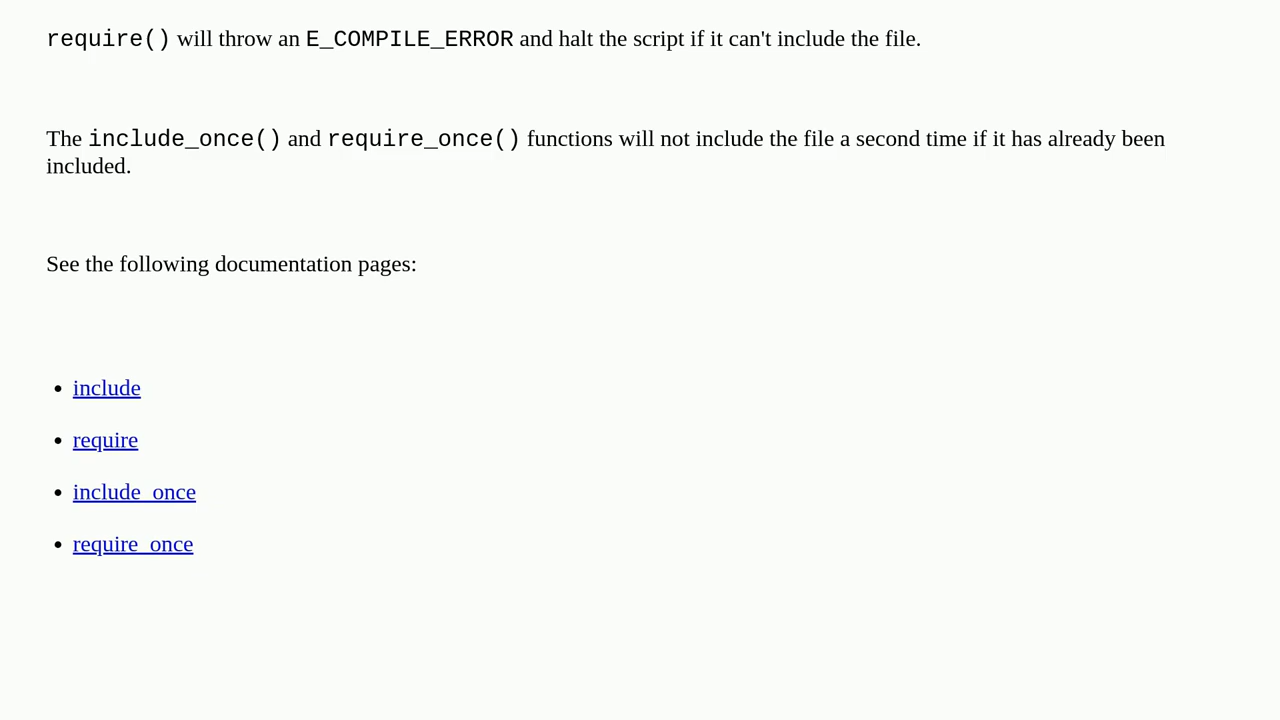 require() will throw an E_COMPILE_ERROR and halt the script if it can't include the file.
The include_once() and require_once() functions will not include the file a second time if it has already been
included.
See the following documentation pages:
• include
• require
• include_once
• require_once